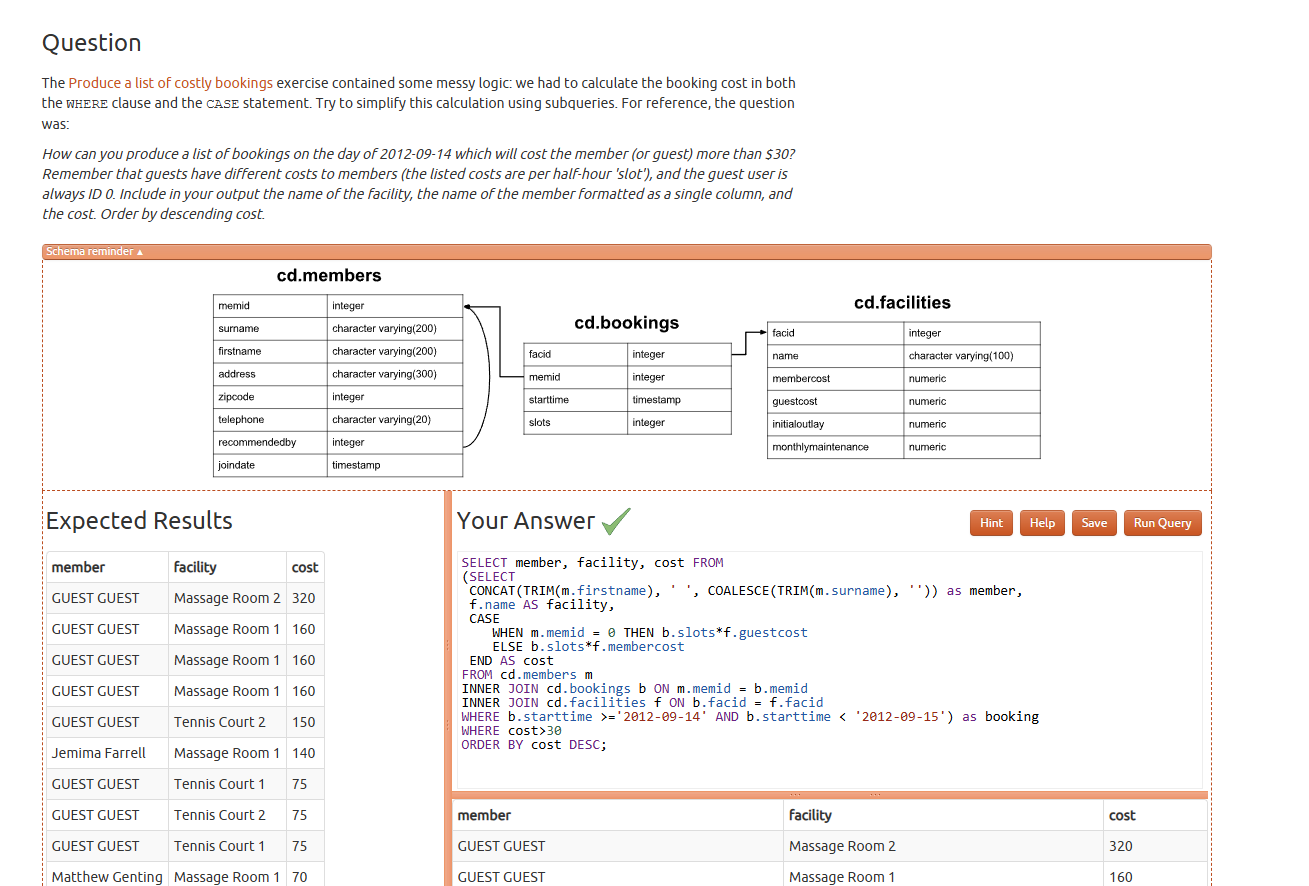 Question
The Produce a list of costly bookings exercise contained some messy logic: we had to calculate the booking cost in both
the WHERE clause and the CASE statement. Try to simplify this calculation using subqueries. For reference, the question
was:
How can you produce a list of bookings on the day of 2012-09-14 which will cost the member (or guest) more than $30?
Remember that guests have different costs to members (the listed costs are per half-hour 'slot'), and the guest user is
always ID 0. Include in your output the name of the facility, the name of the member formatted as a single column, and
the cost. Order by descending cost.
Schema reminder ▴
cd.members
memid integer
surname character varying(200)
firstname character varying(200)
address character varying(300)
zipcode integer
telephone character varying(20)
recommendedby integer
joindate timestamp
cd.bookings
facid integer
memid integer
starttime timestamp
slots integer
cd.facilities
facid integer
name character varying(100)
membercost numeric
guestcost numeric
initialoutlay numeric
monthlymaintenance numeric
Expected Results
member facility cost
GUEST GUEST Massage Room 2 320
GUEST GUEST Massage Room 1 160
GUEST GUEST Massage Room 1 160
GUEST GUEST Massage Room 1 160
GUEST GUEST Tennis Court 2 150
Jemima Farrell Massage Room 1 140
GUEST GUEST Tennis Court 1 75
GUEST GUEST Tennis Court 2 75
GUEST GUEST Tennis Court 1 75
Matthew Genting Massage Room 1 70
Your Answer
Hint Help Save Run Query
SELECT member, facility, cost FROM
(SELECT
CONCAT(TRIM(m.firstname), ' ', COALESCE(TRIM(m.surname), '')) as member,
f.name AS facility,
CASE
WHEN m.memid = 0 THEN b.slots*f.guestcost
ELSE b.slots*f.membercost
END AS cost
FROM cd.members m
INNER JOIN cd.bookings b ON m.memid = b.memid
INNER JOIN cd.facilities f ON b.facid = f.facid
WHERE b.starttime >='2012-09-14' AND b.starttime < '2012-09-15') as booking
WHERE cost>30
ORDER BY cost DESC;
member facility cost
GUEST GUEST Massage Room 2 320
GUEST GUEST Massage Room 1 160